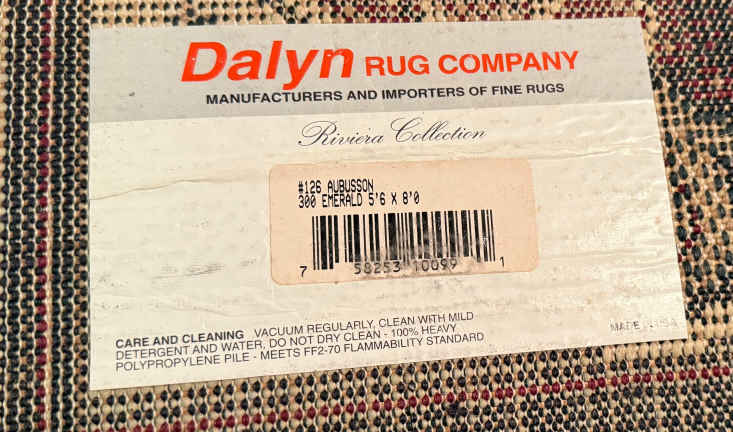 Dalyn RUG COMPANY
MANUFACTURERS AND IMPORTERS OF FINE RUGS
Riviera Collection
#126 AUBUSSON
300 EMERALD 5'6 X 8'0
7 58253 10099 1
CARE AND CLEANING VACUUM REGULARLY, CLEAN WITH MILD
DETERGENT AND WATER, DO NOT DRY CLEAN - 100% HEAVY
POLYPROPYLENE PILE - MEETS FF2-70 FLAMMABILITY STANDARD
MADE USA